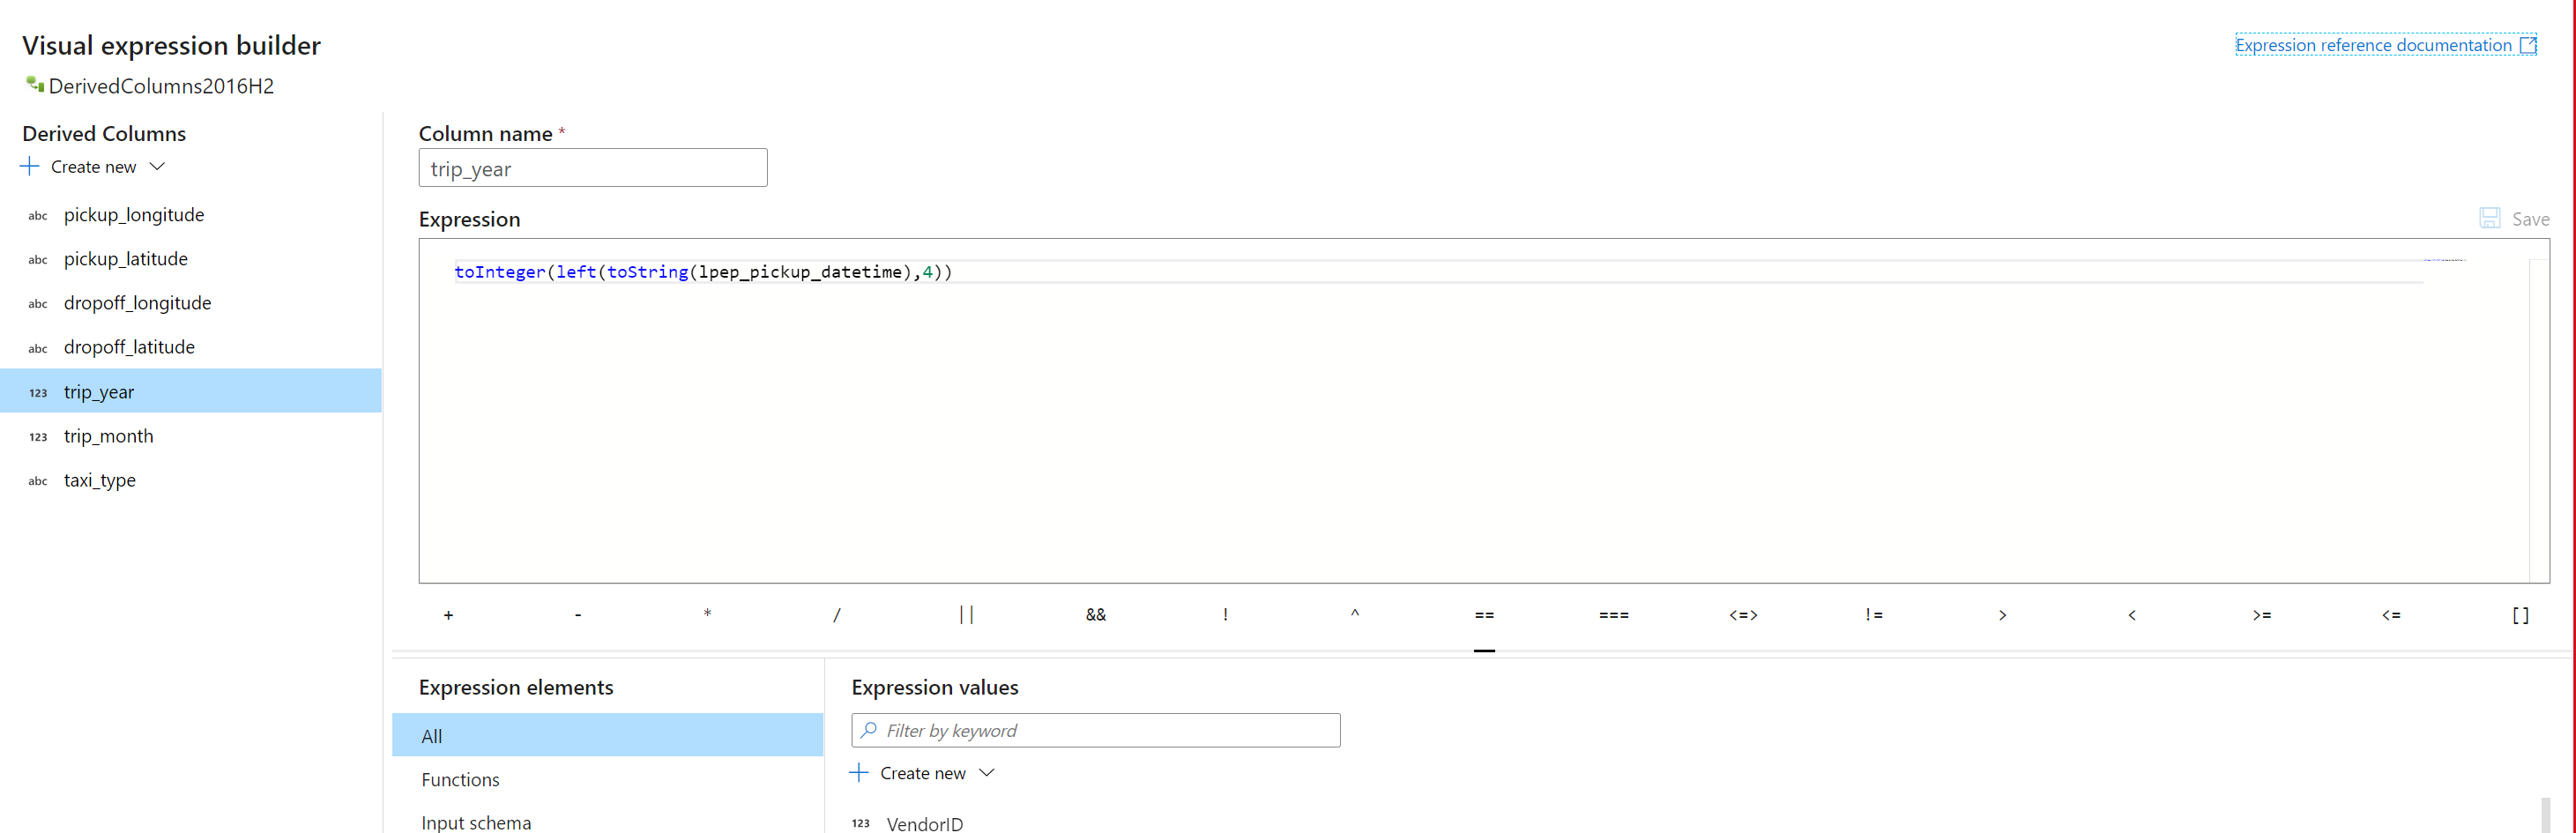 Visual expression builder
Expression reference documentation
DerivedColumns2016H2
Derived Columns
Create new
abc pickup_longitude
abc pickup_latitude
abc dropoff_longitude
abc dropoff_latitude
123 trip_year
123 trip_month
abc taxi_type
Column name *
trip_year
Expression
Save
toInteger(left(toString(lpep_pickup_datetime),4))
+ - * / || && ! ^ == === <=> != > < >= <= []
Expression elements
All
Functions
Input schema
Expression values
Filter by keyword
Create new
123 VendorID